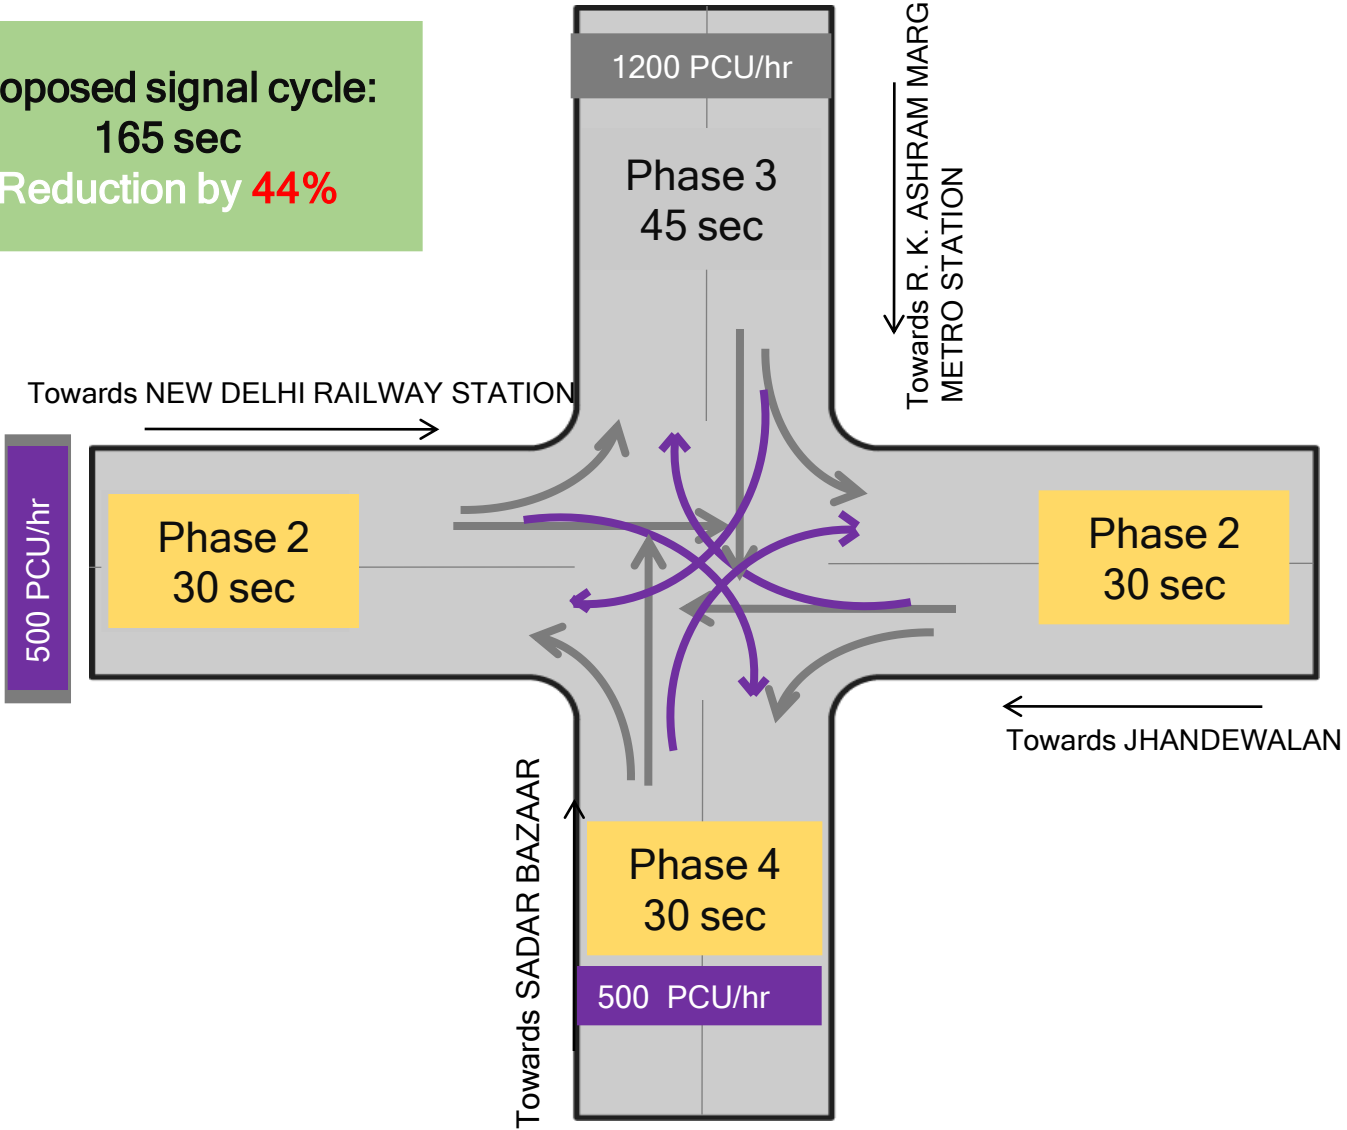 oposed signal cycle:
165 sec
Reduction by 44%
1200 PCU/hr
Phase 3
45 sec
Towards R. K. ASHRAM MARG
METRO STATION
Towards NEW DELHI RAILWAY STATION
500 PCU/hr
Phase 2
30 sec
Phase 2
30 sec
Towards JHANDEWALAN
Towards SADAR BAZAAR
Phase 4
30 sec
500 PCU/hr